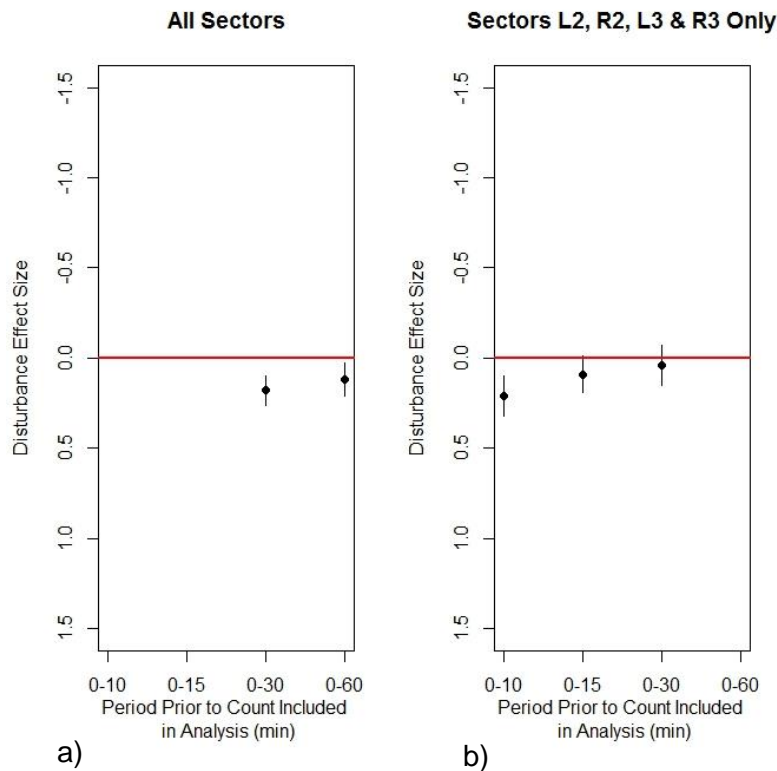 All Sectors
-1.5
-1.0
-0.5
0.0
0.5
1.0
1.5
Disturbance Effect Size
0-10 0-15 0-30 0-60
Period Prior to Count Included
in Analysis (min)
a)
Sectors L2, R2, L3 & R3 Only
-1.5
-1.0
-0.5
0.0
0.5
1.0
1.5
Disturbance Effect Size
0-10 0-15 0-30 0-60
Period Prior to Count Included
in Analysis (min)
b)